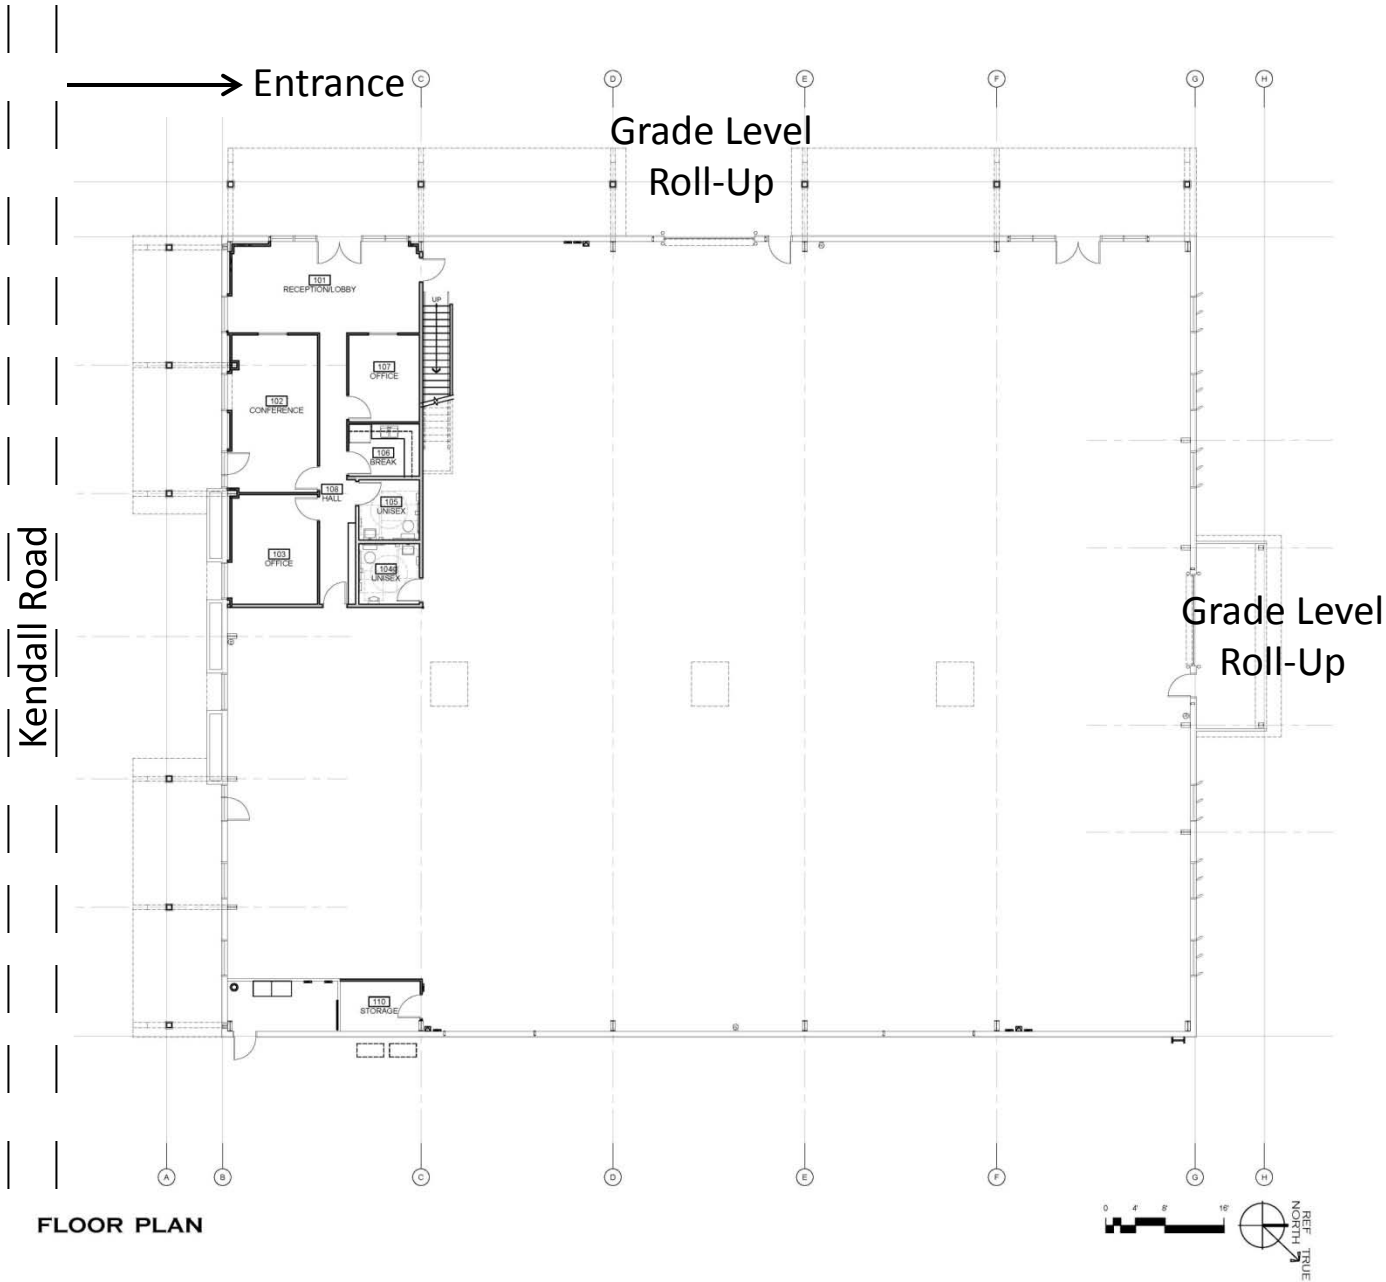 Entrance
C
D
E
F
G
H
Grade Level
Roll-Up
101
RECEPTION/LOBBY
UP
107
OFFICE
102
CONFERENCE
106
BREAK
108
HALL
105
UNISEX
103
OFFICE
104
UNISEX
Kendall Road
Grade Level
Roll-Up
110
STORAGE
A
B
C
D
E
F
G
H
FLOOR PLAN
0 4' 8' 16'
REF
NORTH
TRUE